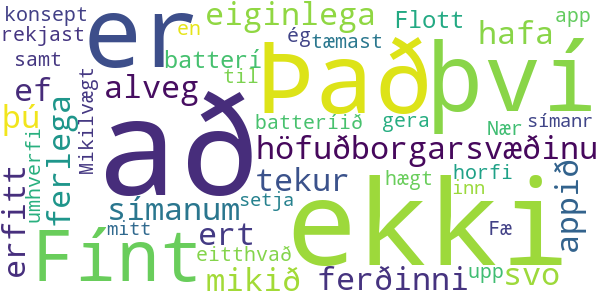 konsept er eiginlega Flott app
rekjast en ég tæmast hafa
samt batterí Það því
ef alveg til
þú að batteríið gera Nær símanr
Mikilvægt höfuðborgarsvæðinu
umhverfi ferlega tekur hægt horfi appið
erfitt símanum setja inn
Fínt mitt ert ekki Fæ
eitthvað upp svo
mikið ferðinni